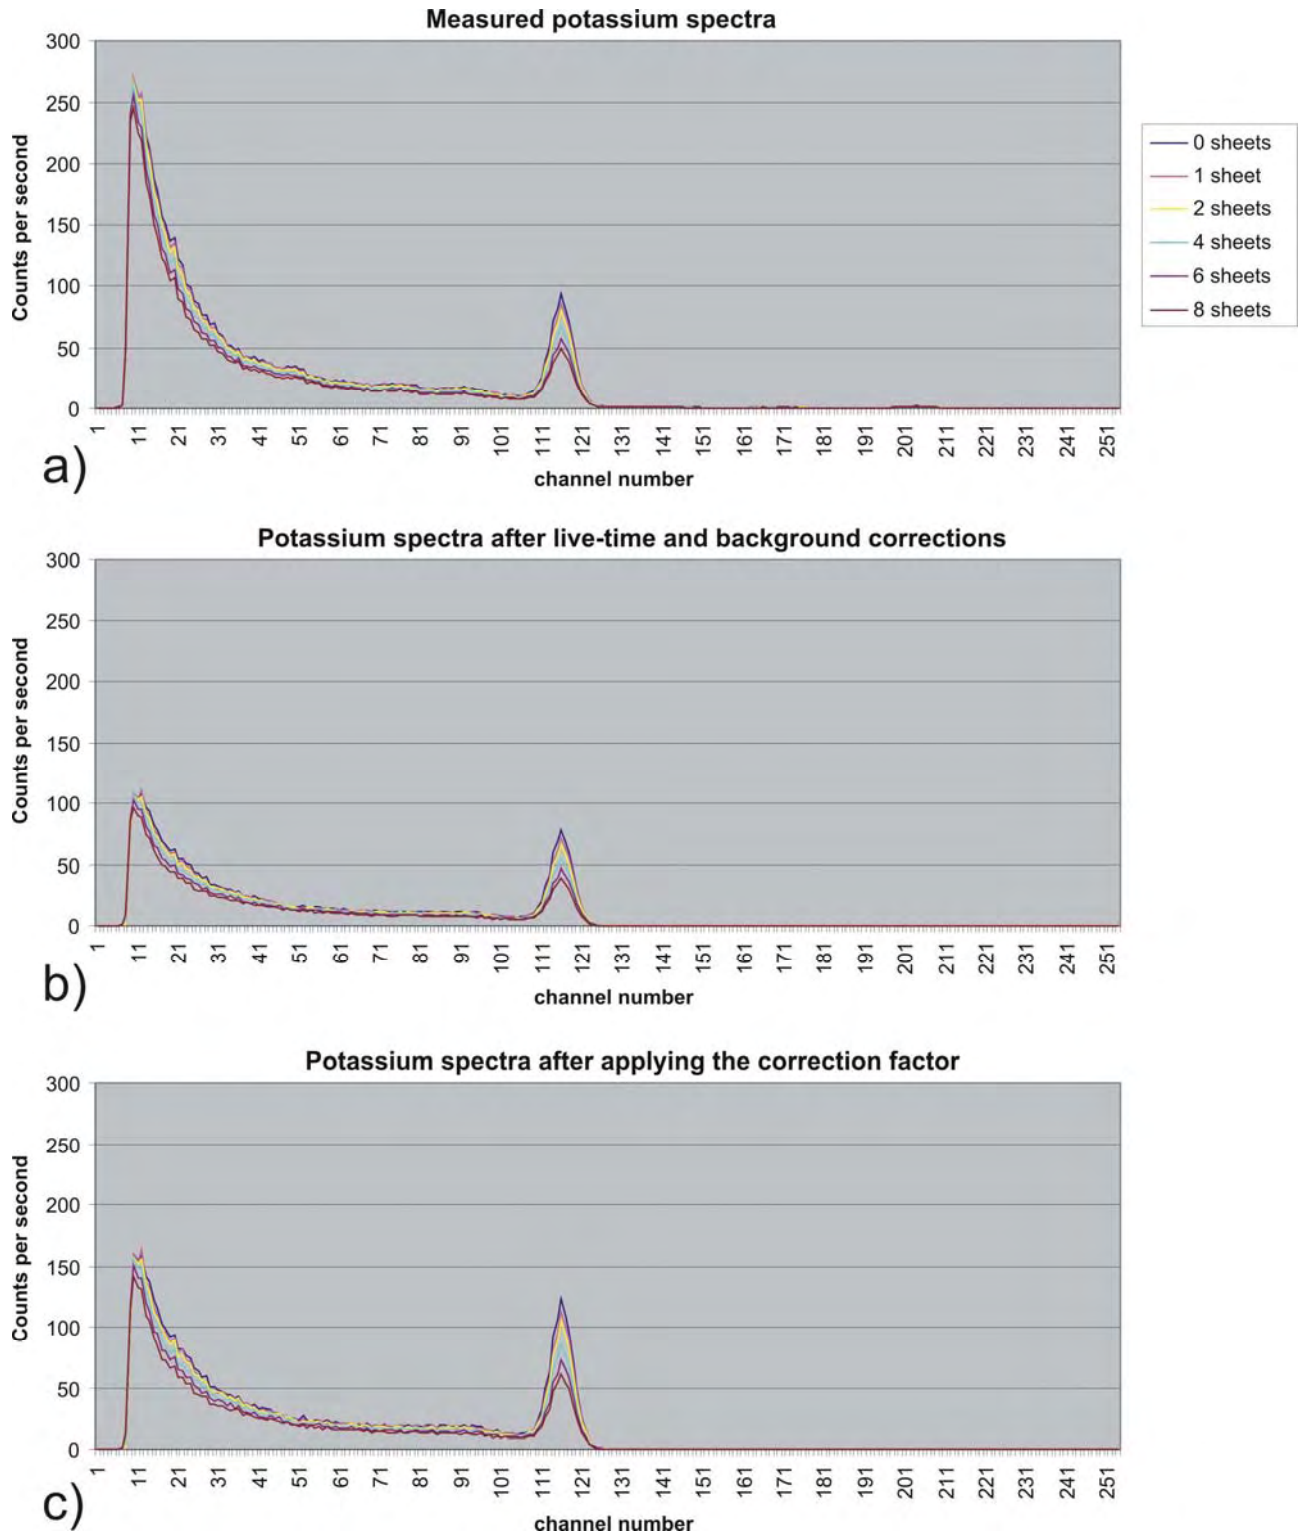 Measured potassium spectra
300
250
200
150
100
50
0
Counts per second
1 11 21 31 41 51 61 71 81 91 101 111 121 131 141 151 161 171 181 191 201 211 221 231 241 251
channel number
a)
0 sheets
1 sheet
2 sheets
4 sheets
6 sheets
8 sheets
Potassium spectra after live-time and background corrections
300
250
200
150
100
50
0
Counts per second
1 11 21 31 41 51 61 71 81 91 101 111 121 131 141 151 161 171 181 191 201 211 221 231 241 251
channel number
b)
Potassium spectra after applying the correction factor
300
250
200
150
100
50
0
Counts per second
1 11 21 31 41 51 61 71 81 91 101 111 121 131 141 151 161 171 181 191 201 211 221 231 241 251
channel number
c)